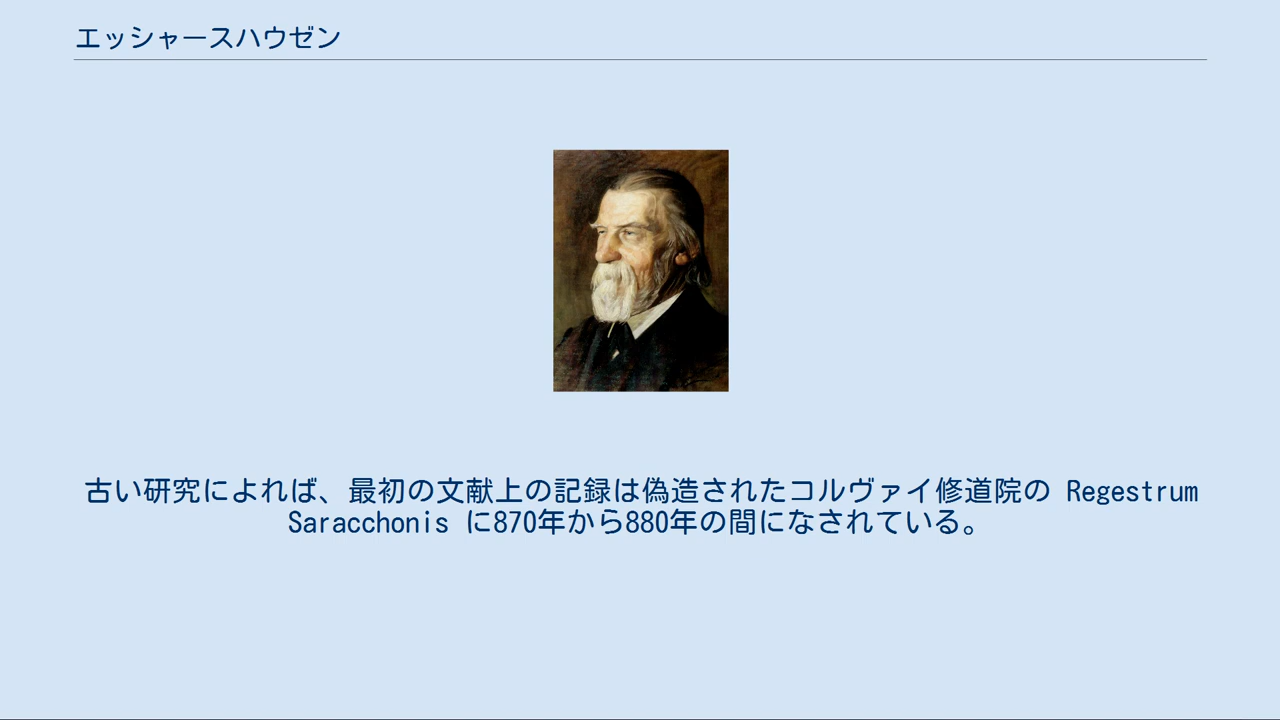 エッシャースハウゼン
古い研究によれば、最初の文献上の記録は偽造されたコルヴァイ修道院の Regestrum
Saracchonis に870年から880年の間になされている。